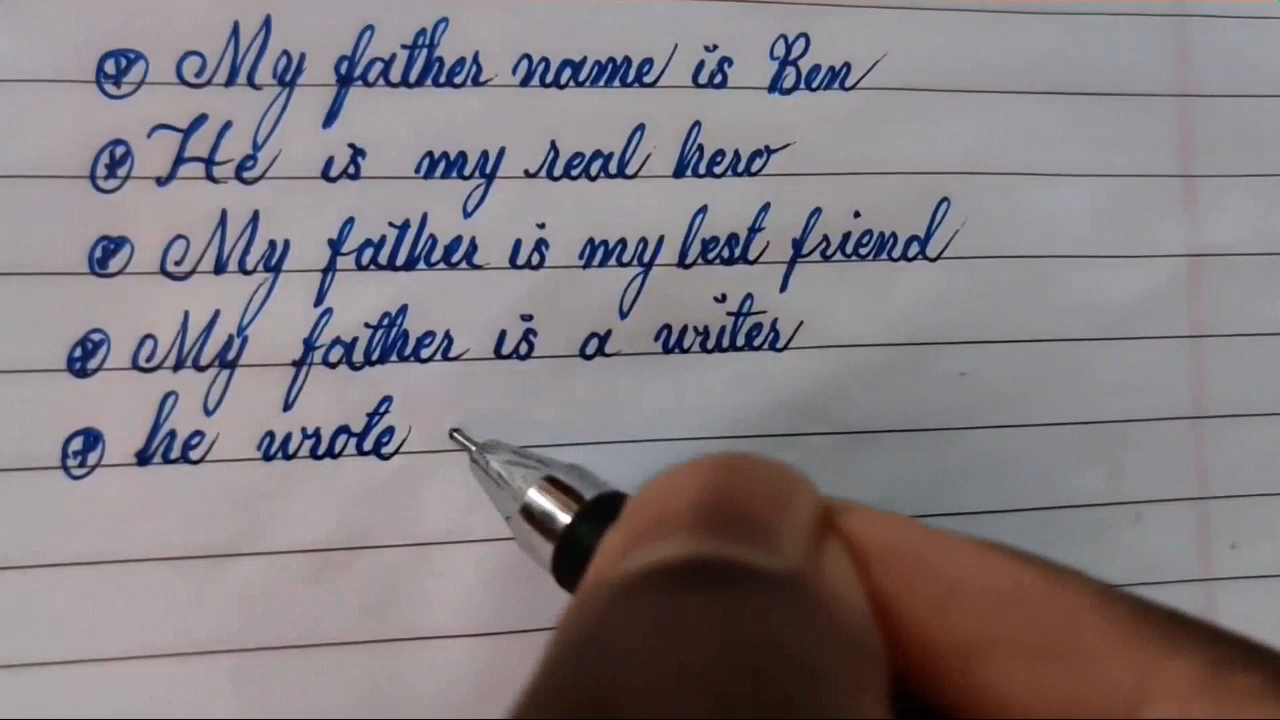 My father name is Ben
He is my real hero
My father is my best friend
My father is a writer
he wrote